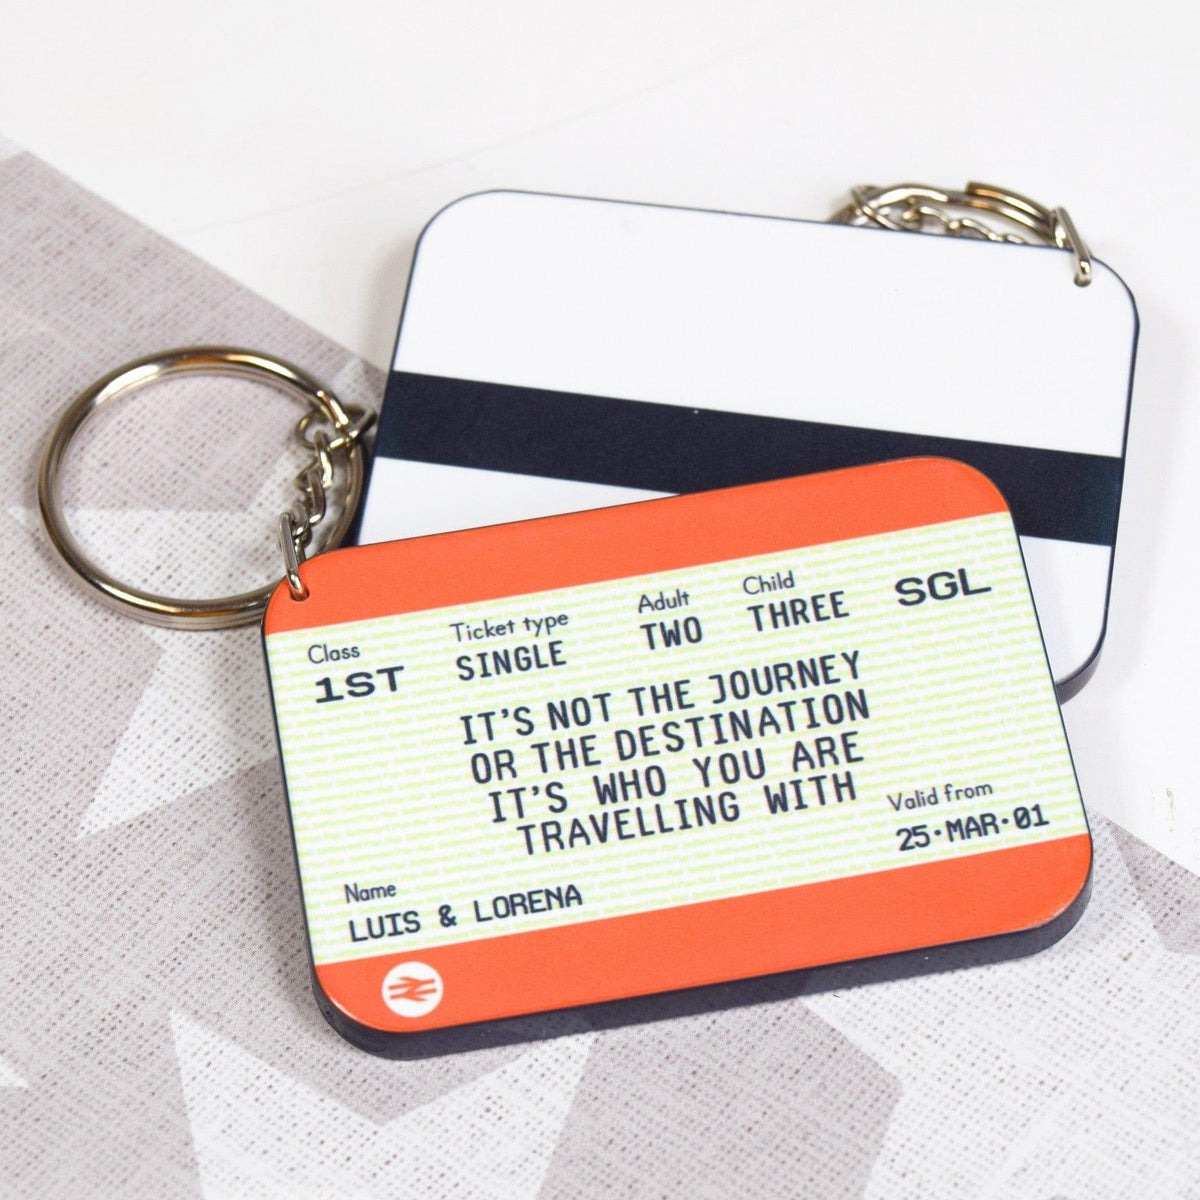 Class
1ST
Ticket type
SINGLE
Adult
TWO
Child
THREE
SGL
IT'S NOT THE JOURNEY
OR THE DESTINATION
IT'S WHO YOU ARE
TRAVELLING WITH
Valid from
25·MAR·01
Name
LUIS & LORENA